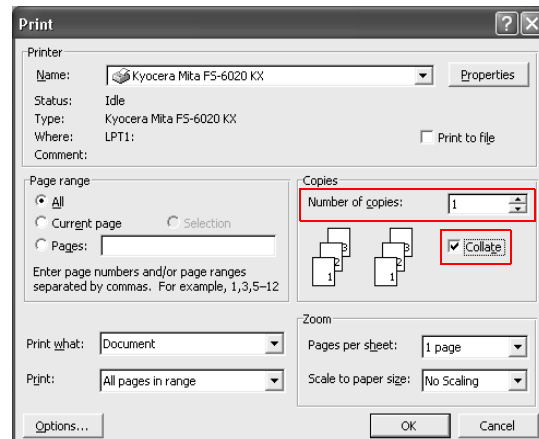 Print
Printer
Name: Kyocera Mita FS-6020 KX Properties
Status: Idle
Type: Kyocera Mita FS-6020 KX
Where: LPT1: Print to file
Comment:
Page range
All
Current page Selection
Pages:
Enter page numbers and/or page ranges
separated by commas. For example, 1,3,5–12
Copies
Number of copies: 1
3 3
2 2
1 1
Collate
Print what: Document
Print: All pages in range
Zoom
Pages per sheet: 1 page
Scale to paper size: No Scaling
Options... OK Cancel